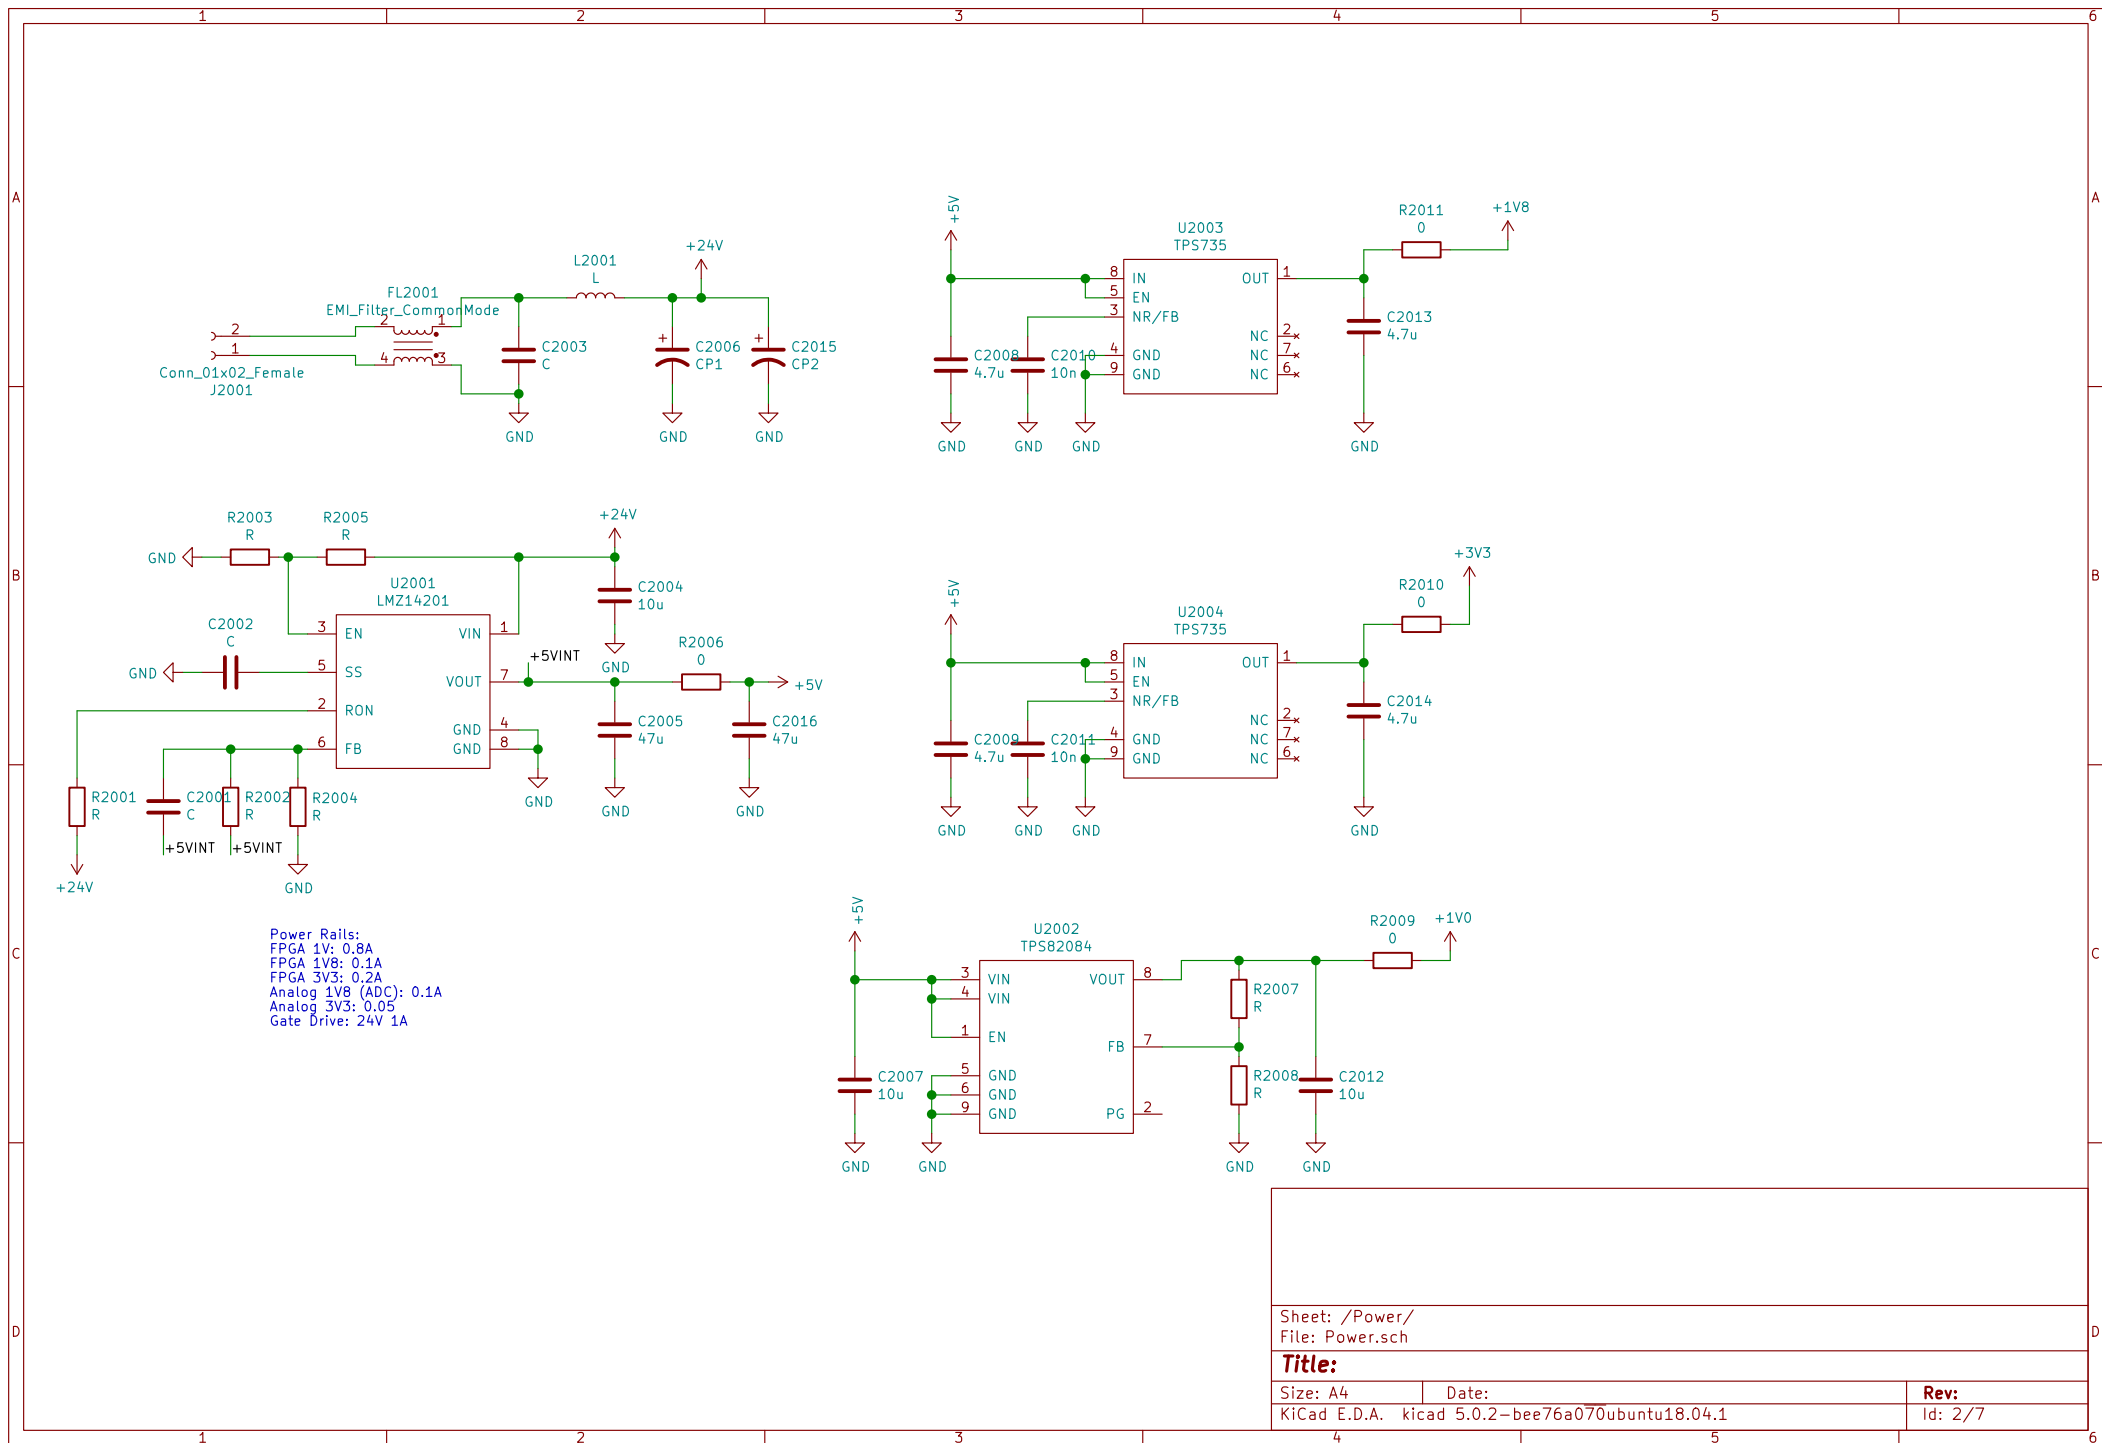 1 2 3 4 5 6
A
A
+24V
L2001
L
FL2001
EMI_Filter_CommonMode
2 1
4 3
2
1
Conn_01x02_Female
J2001
C2003
C
+
C2006
CP1
+
C2015
CP2
GND
GND
GND
+5V
U2003
TPS735
8 IN
5 EN
3 NR/FB
4 GND
9 GND
OUT 1
NC 2
NC 7
NC 6
C2008
4.7u
C2010
10n
GND
GND
GND
R2011
0
+1V8
C2013
4.7u
GND
B
B
R2003
R
R2005
R
GND
+24V
U2001
LMZ14201
C2004
10u
GND
C2002
C
GND
3 EN
5 SS
2 RON
6 FB
VIN 1
VOUT 7
GND 4
GND 8
+5VINT
R2006
0
+5V
C2005
47u
C2016
47u
GND
GND
GND
R2001
R
C2001
C
R2002
R
R2004
R
+5VINT
+5VINT
+24V
GND
+5V
U2004
TPS735
8 IN
5 EN
3 NR/FB
4 GND
9 GND
OUT 1
NC 2
NC 7
NC 6
C2009
4.7u
C2011
10n
GND
GND
GND
R2010
0
+3V3
C2014
4.7u
GND
C
C
Power Rails:
FPGA 1V: 0.8A
FPGA 1V8: 0.1A
FPGA 3V3: 0.2A
Analog 1V8 (ADC): 0.1A
Analog 3V3: 0.05
Gate Drive: 24V 1A
+5V
U2002
TPS82084
3 VIN
4 VIN
1 EN
5 GND
6 GND
9 GND
VOUT 8
FB 7
PG 2
C2007
10u
GND
GND
R2009
0
+1V0
R2007
R
R2008
R
C2012
10u
GND
GND
D
D
Sheet: /Power/
File: Power.sch
Title:
Size: A4 Date: Rev:
KiCad E.D.A. kicad 5.0.2-bee76a070ubuntu18.04.1 Id: 2/7
1 2 3 4 5 6